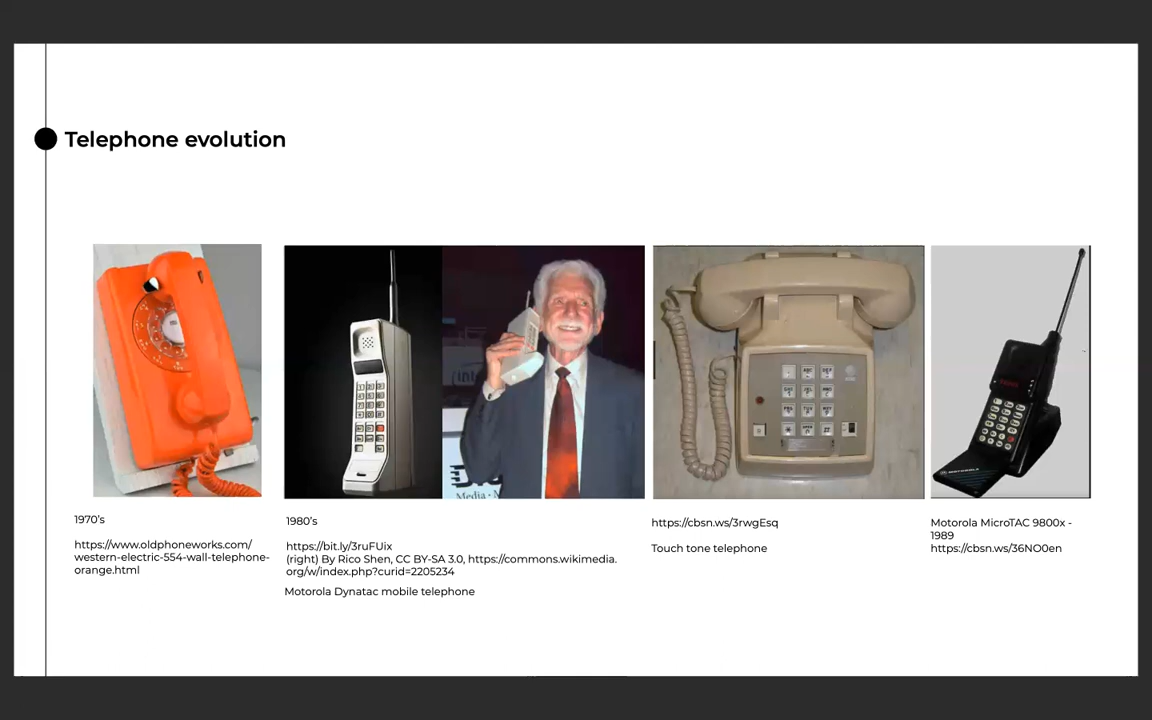 Telephone evolution
1970's
https://www.oldphoneworks.com/
western-electric-554-wall-telephone-
orange.html
1980's
https://bit.ly/3ruFUix
(right) By Rico Shen, CC BY-SA 3.0, https://commons.wikimedia.
org/w/index.php?curid=2205234
Motorola Dynatac mobile telephone
Media
https://cbsn.ws/3rwgEsq
Touch tone telephone
MOTOROLA
Motorola MicroTAC 9800x -
1989
https://cbsn.ws/36NO0en